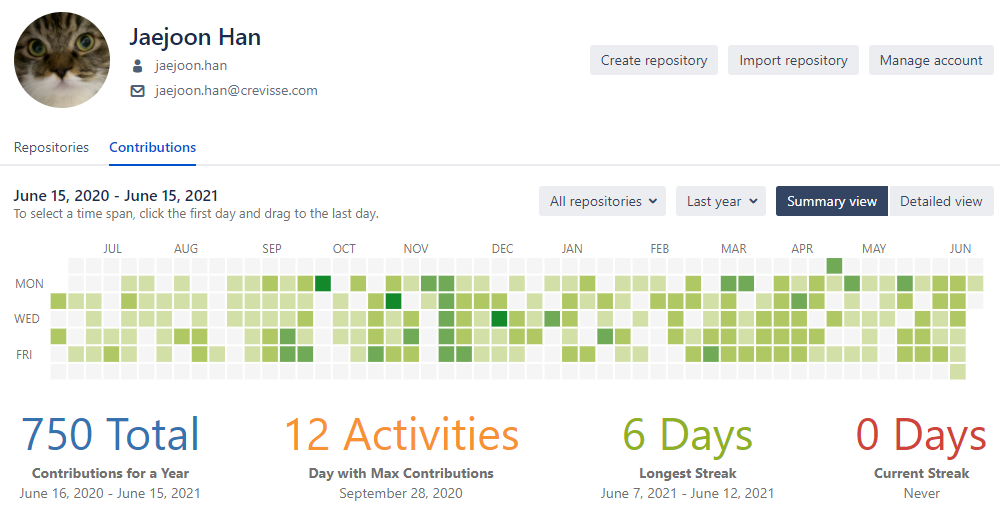 Jaejoon Han
jaejoon.han
jaejoon.han@crevisse.com
Create repository
Import repository
Manage account
Repositories
Contributions
June 15, 2020 - June 15, 2021
To select a time span, click the first day and drag to the last day.
All repositories
Last year
Summary view
Detailed view
JUL AUG SEP OCT NOV DEC JAN FEB MAR APR MAY JUN
MON
WED
FRI
750 Total
Contributions for a Year
June 16, 2020 - June 15, 2021
12 Activities
Day with Max Contributions
September 28, 2020
6 Days
Longest Streak
June 7, 2021 - June 12, 2021
0 Days
Current Streak
Never